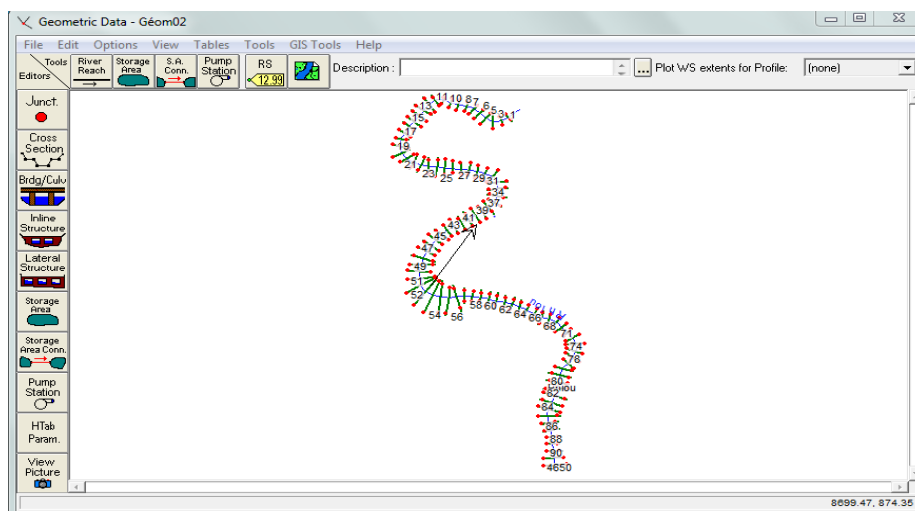 Geometric Data - Géom02
File Edit Options View Tables Tools GIS Tools Help
Tools
Editors
River
Reach
Storage
Area
S.A.
Conn.
Pump
Station
RS
12.99
Description :
...
Plot WS extents for Profile:
(none)
Junct.
Cross
Section
Brdg/Culv
Inline
Structure
Lateral
Structure
Storage
Area
Storage
Area Conn.
Pump
Station
HTab
Param.
View
Picture
1
3
5
6
8 7
10
11
13
15
17
19
21
23
25
27
29
31
34
37
39
41
43
45
47
49
51
52
54
56
58
60
62
64
66
68
71
74
76
80
82
84
86
88
90
4650
8699.47, 874.35